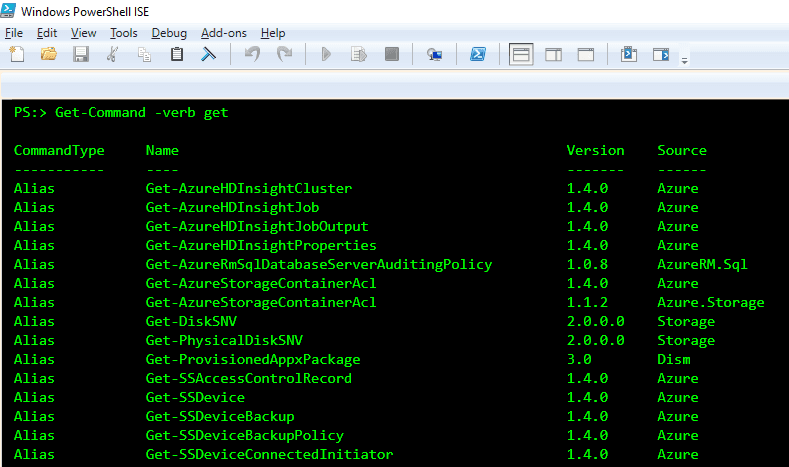 Windows PowerShell ISE
File Edit View Tools Debug Add-ons Help
PS:> Get-Command -verb get
CommandType Name Version Source
----------- ---- ------- ------
Alias Get-AzureHDInsightCluster 1.4.0 Azure
Alias Get-AzureHDInsightJob 1.4.0 Azure
Alias Get-AzureHDInsightJobOutput 1.4.0 Azure
Alias Get-AzureHDInsightProperties 1.4.0 Azure
Alias Get-AzureRmSqlDatabaseServerAuditingPolicy 1.0.8 AzureRM.Sql
Alias Get-AzureStorageContainerAcl 1.4.0 Azure
Alias Get-AzureStorageContainerAcl 1.1.2 Azure.Storage
Alias Get-DiskSNV 2.0.0.0 Storage
Alias Get-PhysicalDiskSNV 2.0.0.0 Storage
Alias Get-ProvisionedAppxPackage 3.0 Dism
Alias Get-SSAccessControlRecord 1.4.0 Azure
Alias Get-SSDevice 1.4.0 Azure
Alias Get-SSDeviceBackup 1.4.0 Azure
Alias Get-SSDeviceBackupPolicy 1.4.0 Azure
Alias Get-SSDeviceConnectedInitiator 1.4.0 Azure